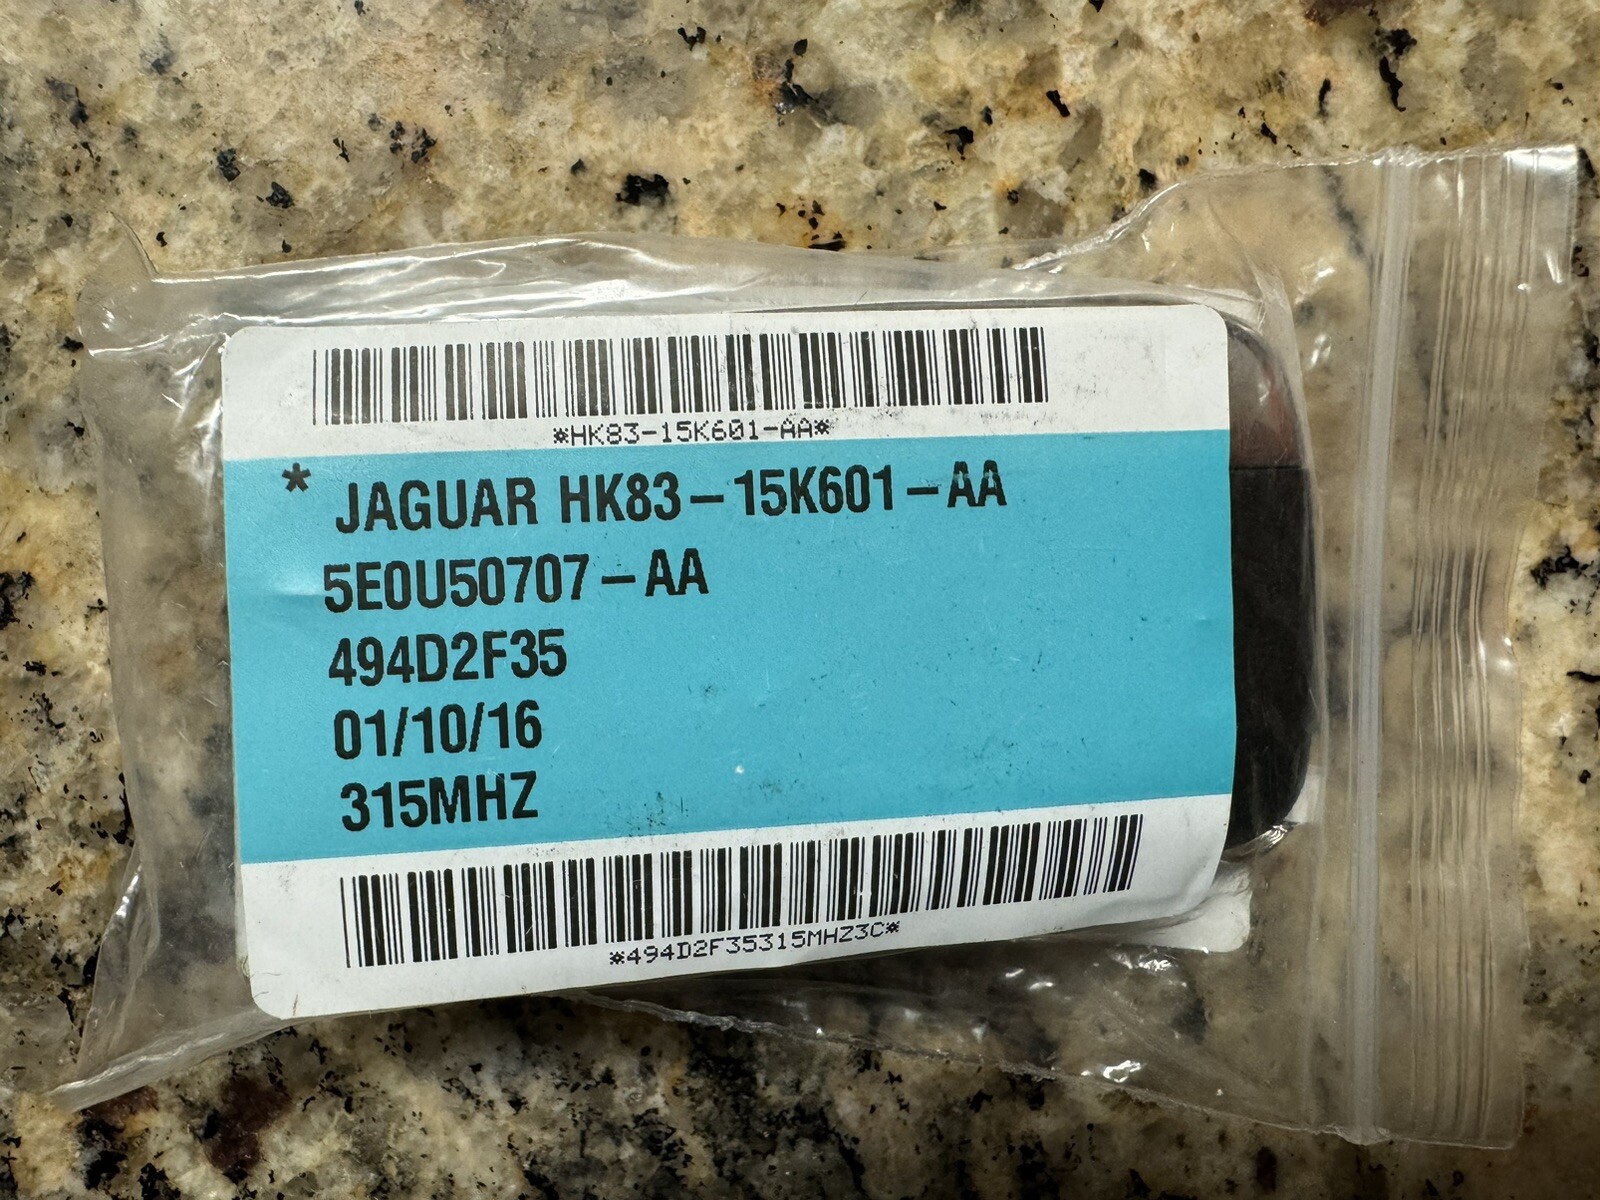 *HK83-15K601-AA*
* JAGUAR HK83-15K601-AA
5E0U50707-AA
494D2F35
01/10/16
315MHZ
*494D2F35315MHZ3C*